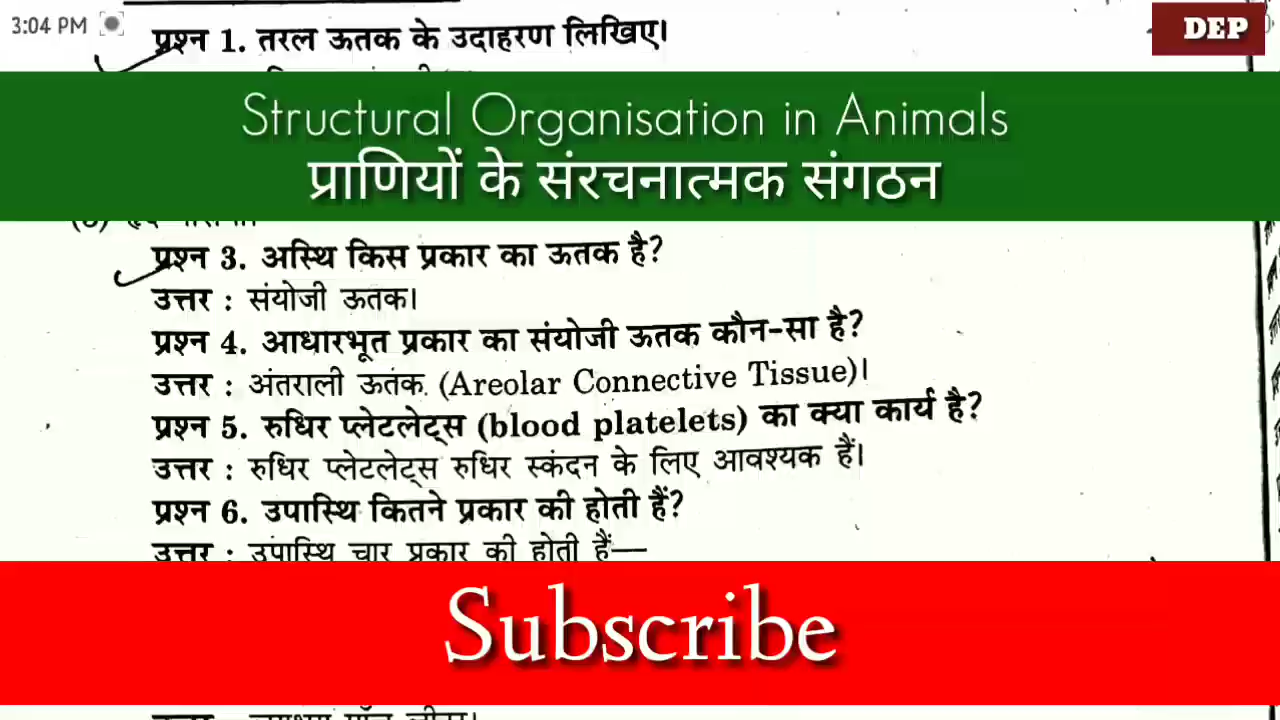 3:04 PM
DEP
प्रश्न 1. तरल ऊतक के उदाहरण लिखिए।
Structural Organisation in Animals
प्राणियों के संरचनात्मक संगठन
प्रश्न 3. अस्थि किस प्रकार का ऊतक है?
उत्तर : संयोजी ऊतक।
प्रश्न 4. आधारभूत प्रकार का संयोजी ऊतक कौन-सा है?
उत्तर : अंतराली ऊतक (Areolar Connective Tissue)।
प्रश्न 5. रुधिर प्लेटलेट्स (blood platelets) का क्या कार्य है?
उत्तर : रुधिर प्लेटलेट्स रुधिर स्कंदन के लिए आवश्यक हैं।
प्रश्न 6. उपास्थि कितने प्रकार की होती हैं?
उत्तर : उपास्थि चार प्रकार की होती हैं—
Subscribe